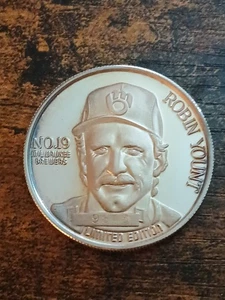 NO.19
MILWAUKEE
BREWERS
ROBIN YOUNT
LIMITED EDITION